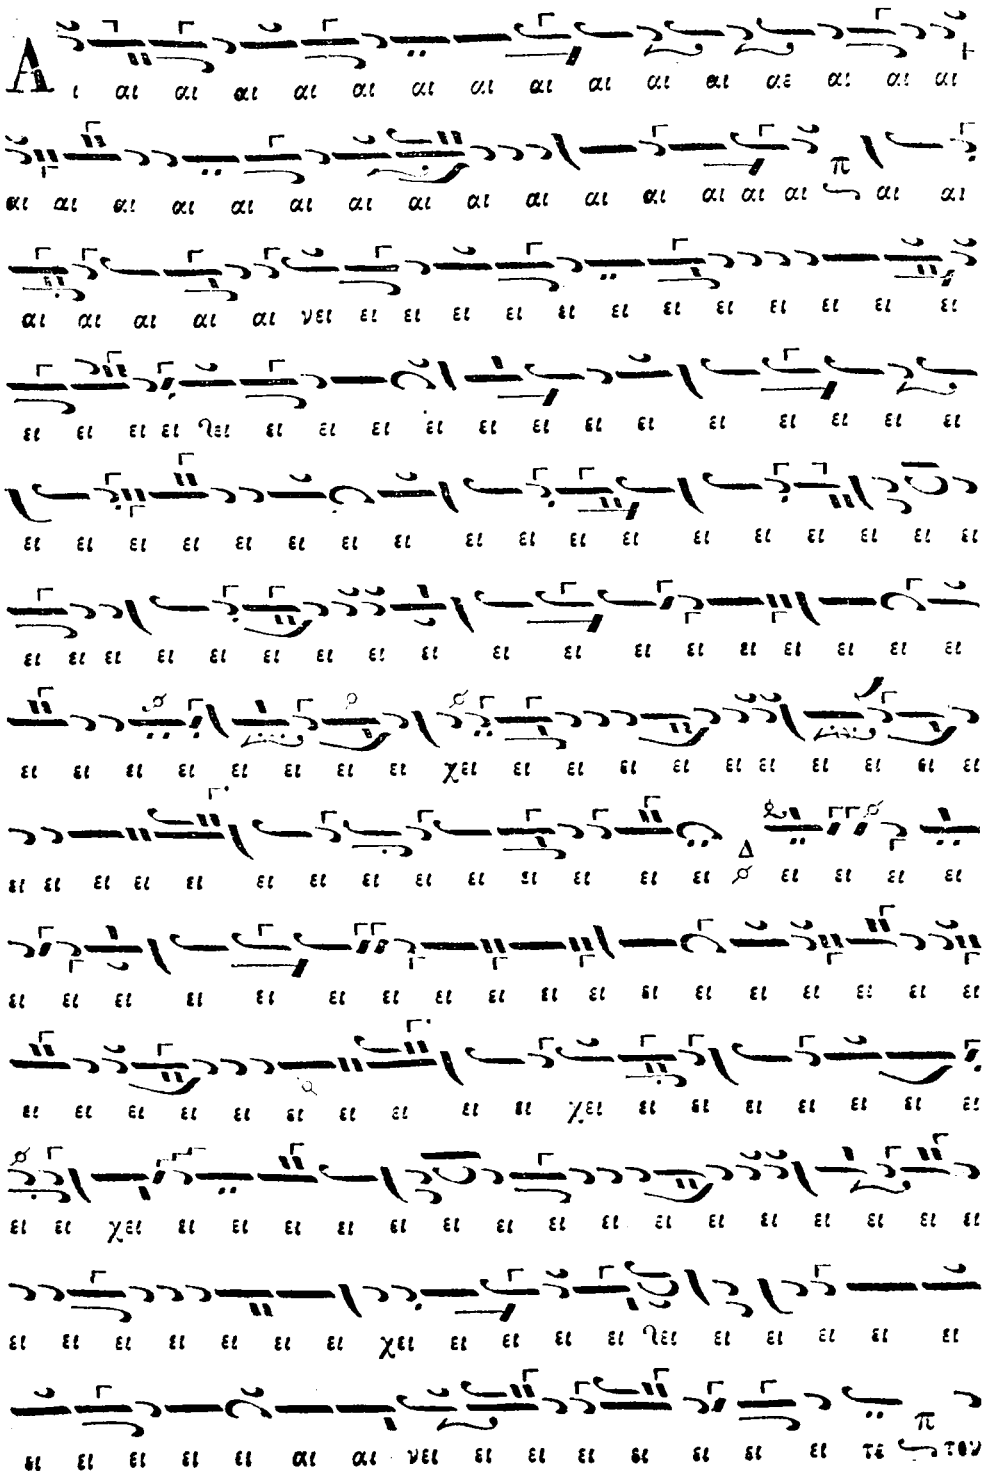 Α ι αι αι αι αι αι αι αι αι αι αι αι αε αι αι αι
αι αι αι αι αι αι αι αι αι αι αι αι αι αι αι π αι αι
αι αι αι αι αι νει ει ει ει ει ει ει ει ει ει ει ει ει
ει ει ει ει ει ει ει ει ει ει ει ει ει ει ει ει ει
ει ει ει ει ει ει ει ει ει ει ει ει ει ει ει ει ει
ει ει ει ει ει ει ει ει ει ει ει ει ει ει ει ει ει
ει ει ει ει ει ει ει ει χει ει ει ει ει ει ει ει ει ει ει
ει ει ει ει ει ει ει ει ει ει ει ει ει Δ ει ει ει ει
ει ει ει ει ει ει ει ει ει ει ει ει ει ει ει ει ει
ει ει ει ει ει ει ει ει ει ει χει ει ει ει ει ει ει ει
ει ει χει ει ει ει ει ει ει ει ει ει ει ει ει ει ει ει
ει ει ει ει ει ει ει χει ει ει ει ει ει ει ει ει ει ει
ει ει ει ει ει αι αι νει ει ει ει ει ει ει ει τε π τον